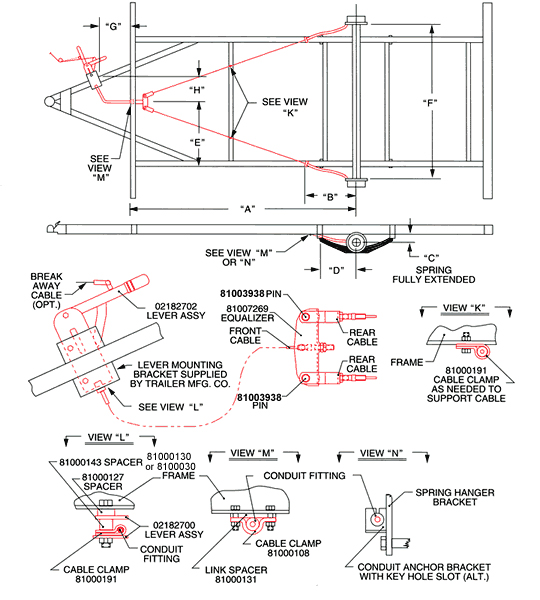 "G"
"H"
SEE VIEW
"K"
"F"
SEE
VIEW
"M"
"E"
"B"
"A"
SEE VIEW "M"
OR "N"
"D"
"C"
SPRING
FULLY EXTENDED
BREAK
AWAY
CABLE
(OPT.)
02182702
LEVER ASSY
LEVER MOUNTING
BRACKET SUPPLIED
BY TRAILER MFG. CO.
SEE VIEW "L"
81003938 PIN
81007269
EQUALIZER
FRONT
CABLE
REAR
CABLE
REAR
CABLE
81003938
PIN
VIEW "K"
FRAME
81000191
CABLE CLAMP
AS NEEDED TO
SUPPORT CABLE
VIEW "L"
81000143 SPACER
81000130
or 8100030
81000127
SPACER
FRAME
02182700
LEVER ASSY
CONDUIT
FITTING
CABLE CLAMP
81000191
VIEW "M"
CONDUIT FITTING
CABLE CLAMP
81000108
LINK SPACER
81000131
VIEW "N"
SPRING HANGER
BRACKET
CONDUIT ANCHOR BRACKET
WITH KEY HOLE SLOT (ALT.)